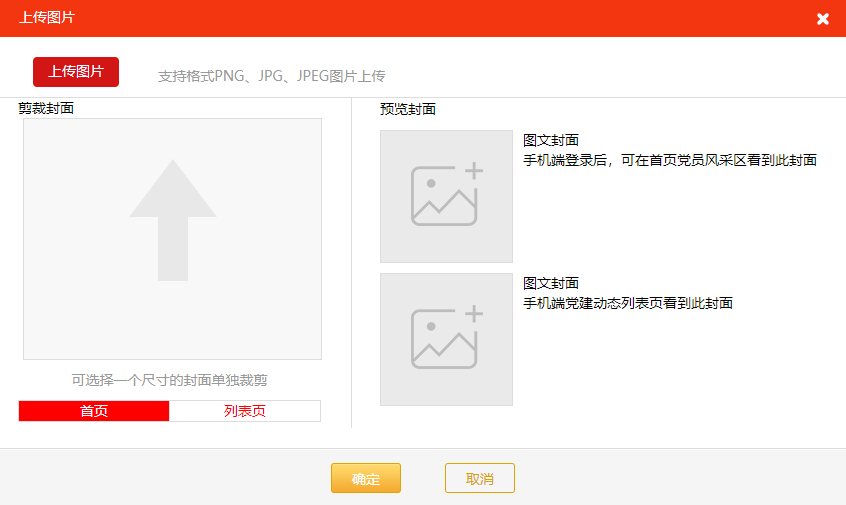 上传图片
上传图片
支持格式PNG、JPG、JPEG图片上传
剪裁封面
可选择一个尺寸的封面单独裁剪
首页
列表页
预览封面
图文封面
手机端登录后，可在首页党员风采区看到此封面
图文封面
手机端党建动态列表页看到此封面
确定
取消